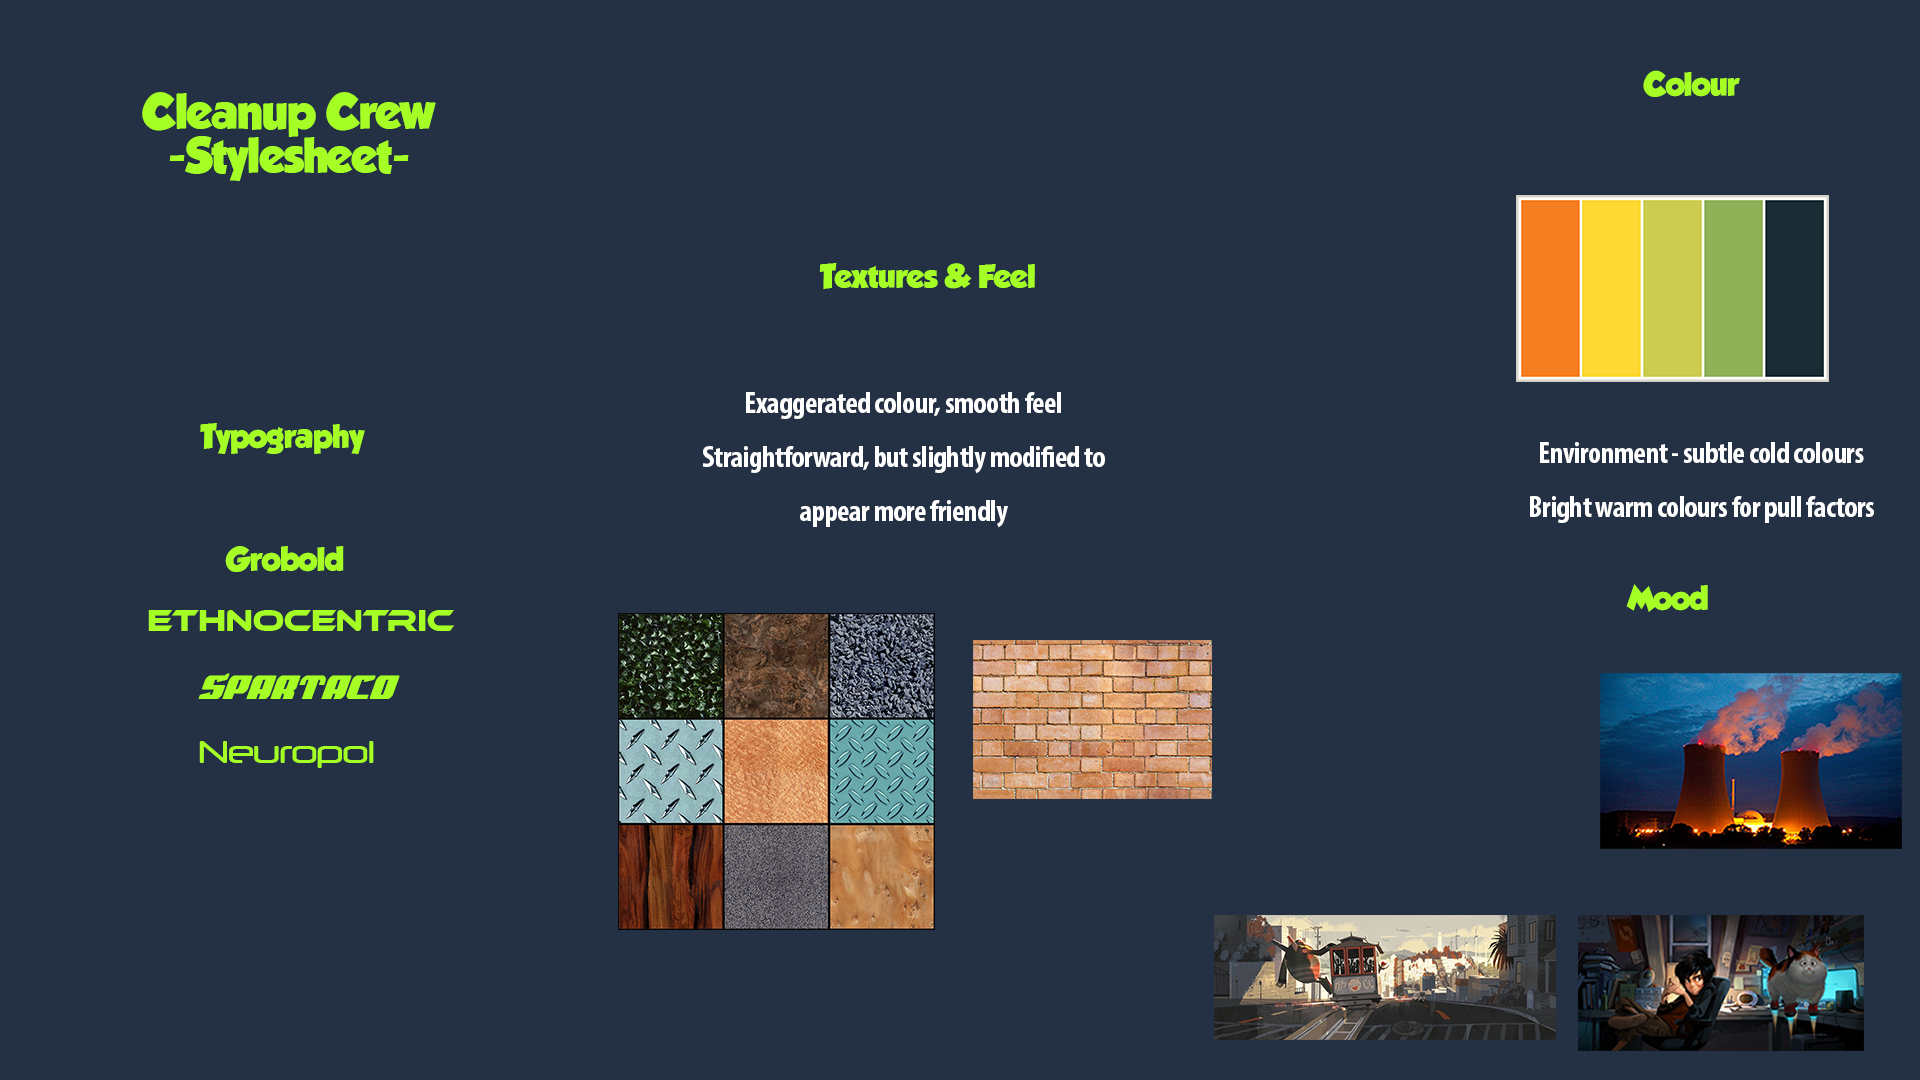 Cleanup Crew
-Stylesheet-
Typography
Grobold
ETHNOCENTRIC
SPARTACO
Neuropol
Textures & Feel
Exaggerated colour, smooth feel
Straightforward, but slightly modified to
appear more friendly
Colour
Environment - subtle cold colours
Bright warm colours for pull factors
Mood